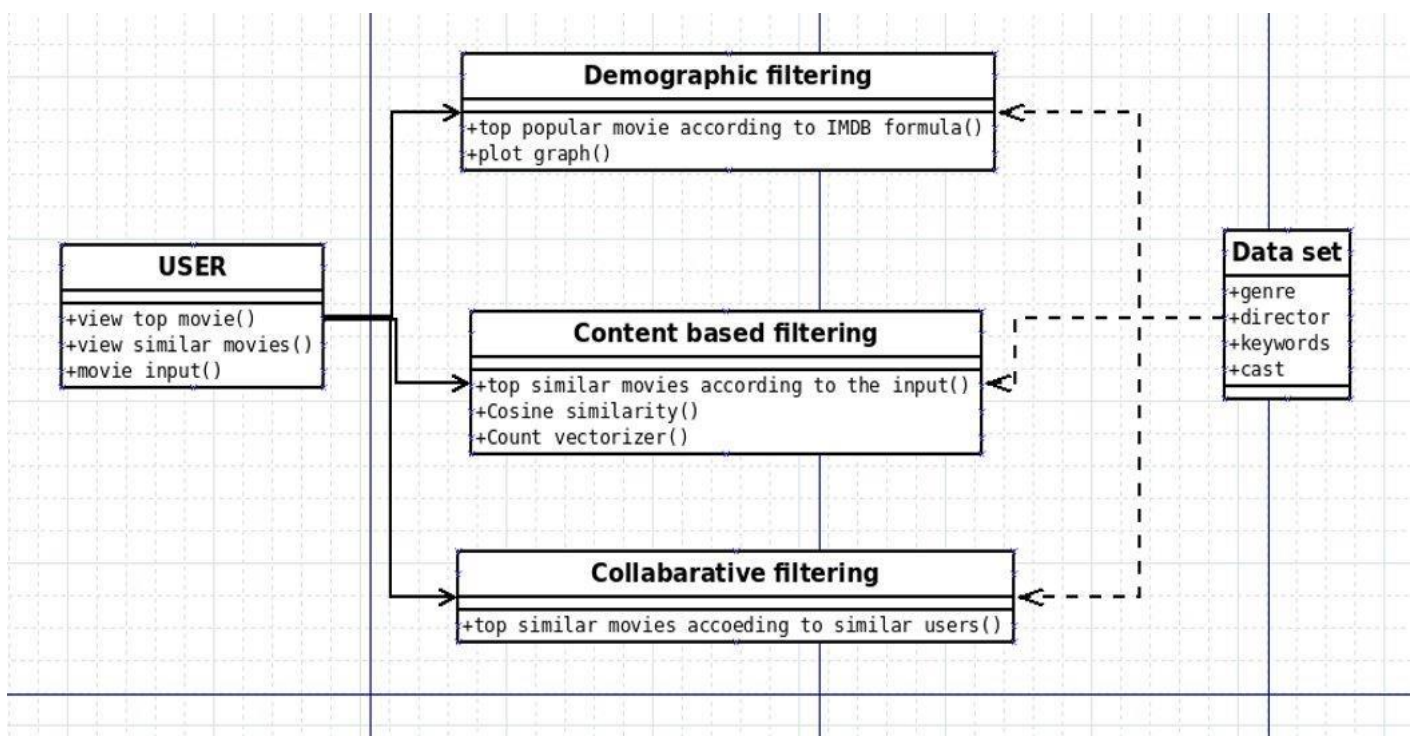 Demographic filtering
+top popular movie according to IMDB formula()
+plot graph()
USER
+view top movie()
+view similar movies()
+movie input()
Content based filtering
+top similar movies according to the input()
+Cosine similarity()
+Count vectorizer()
Data set
+genre
+director
+keywords
+cast
Collabarative filtering
+top similar movies accoeding to similar users()